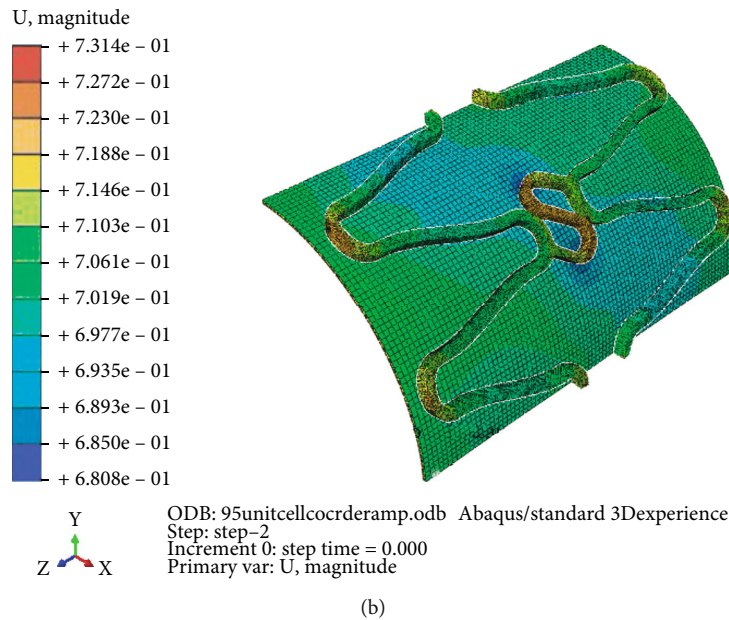 U, magnitude
+ 7.314e – 01
+ 7.272e – 01
+ 7.230e – 01
+ 7.188e – 01
+ 7.146e – 01
+ 7.103e – 01
+ 7.061e – 01
+ 7.019e – 01
+ 6.977e – 01
+ 6.935e – 01
+ 6.893e – 01
+ 6.850e – 01
+ 6.808e – 01
Y
Z X
ODB: 95unitcellcocrderamp.odb Abaqus/standard 3Dexperience
Step: step–2
Increment 0: step time = 0.000
Primary var: U, magnitude
(b)